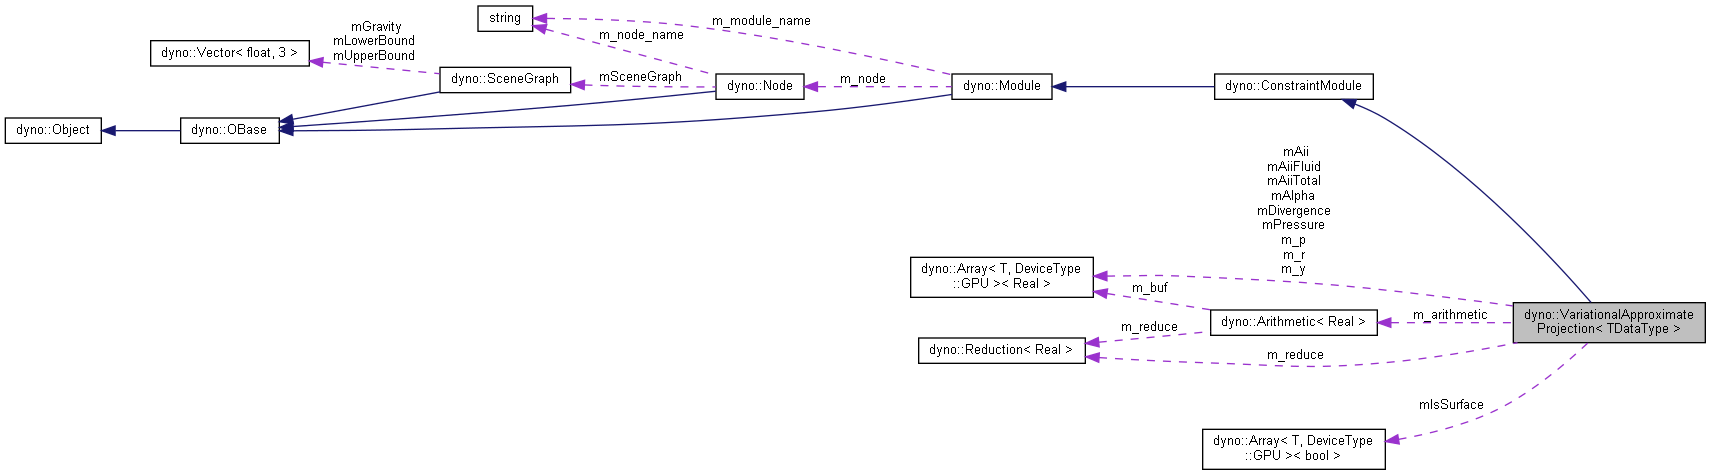 string
m_module_name
mGravity
mLowerBound
mUpperBound
m_node_name
dyno::Vector< float, 3 >
dyno::SceneGraph
mSceneGraph
dyno::Node
m_node
dyno::Module
dyno::ConstraintModule
dyno::Object
dyno::OBase
mAii
mAiiFluid
mAiiTotal
mAlpha
mDivergence
mPressure
m_p
m_r
m_y
dyno::Array< T, DeviceType
::GPU >< Real >
m_buf
dyno::Arithmetic< Real >
m_arithmetic
dyno::VariationalApproximate
Projection< TDataType >
m_reduce
dyno::Reduction< Real >
m_reduce
mIsSurface
dyno::Array< T, DeviceType
::GPU >< bool >